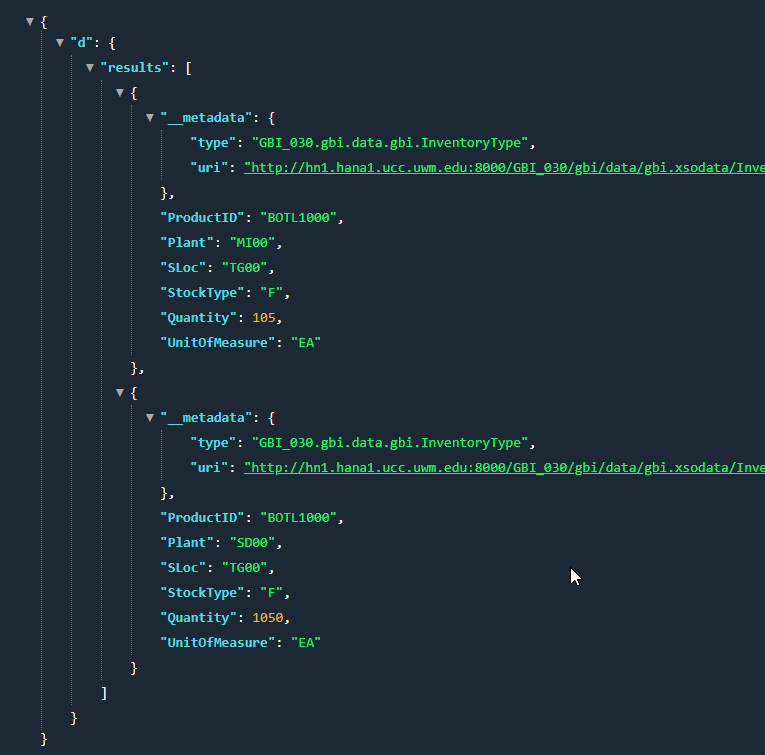 {
"d": {
"results": [
{
"__metadata": {
"type": "GBI_030.gbi.data.gbi.InventoryType",
"uri": "http://hn1.hana1.ucc.uwm.edu:8000/GBI_030/gbi/data/gbi.xsodata/Inve
},
"ProductID": "BOTL1000",
"Plant": "MI00",
"SLoc": "TG00",
"StockType": "F",
"Quantity": 105,
"UnitOfMeasure": "EA"
},
{
"__metadata": {
"type": "GBI_030.gbi.data.gbi.InventoryType",
"uri": "http://hn1.hana1.ucc.uwm.edu:8000/GBI_030/gbi/data/gbi.xsodata/Inve
},
"ProductID": "BOTL1000",
"Plant": "SD00",
"SLoc": "TG00",
"StockType": "F",
"Quantity": 1050,
"UnitOfMeasure": "EA"
}
]
}
}